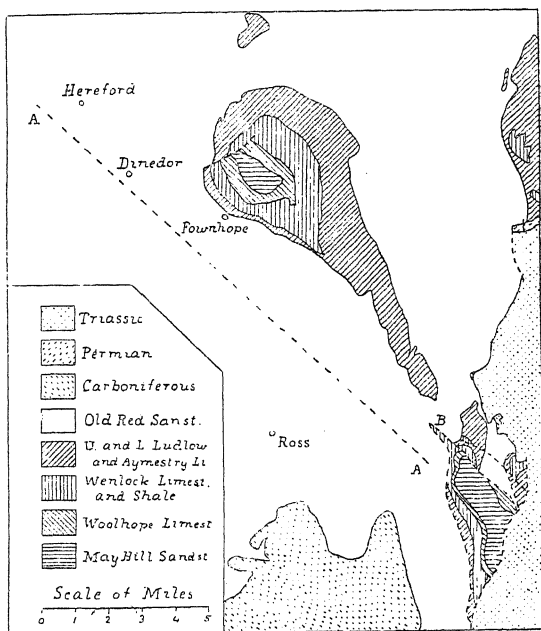 Hereford
A.
Dinedor
Fownhope
Triassic
Permian
Carboniferous
Old Red Sanst.
U. and L Ludlow
and Aymestry Li
Wenlock Limest.
and Shale
Woolhope Limest
May Hill Sandst
Scale of Miles
0 1 2 3 4 5
B
Ross
A